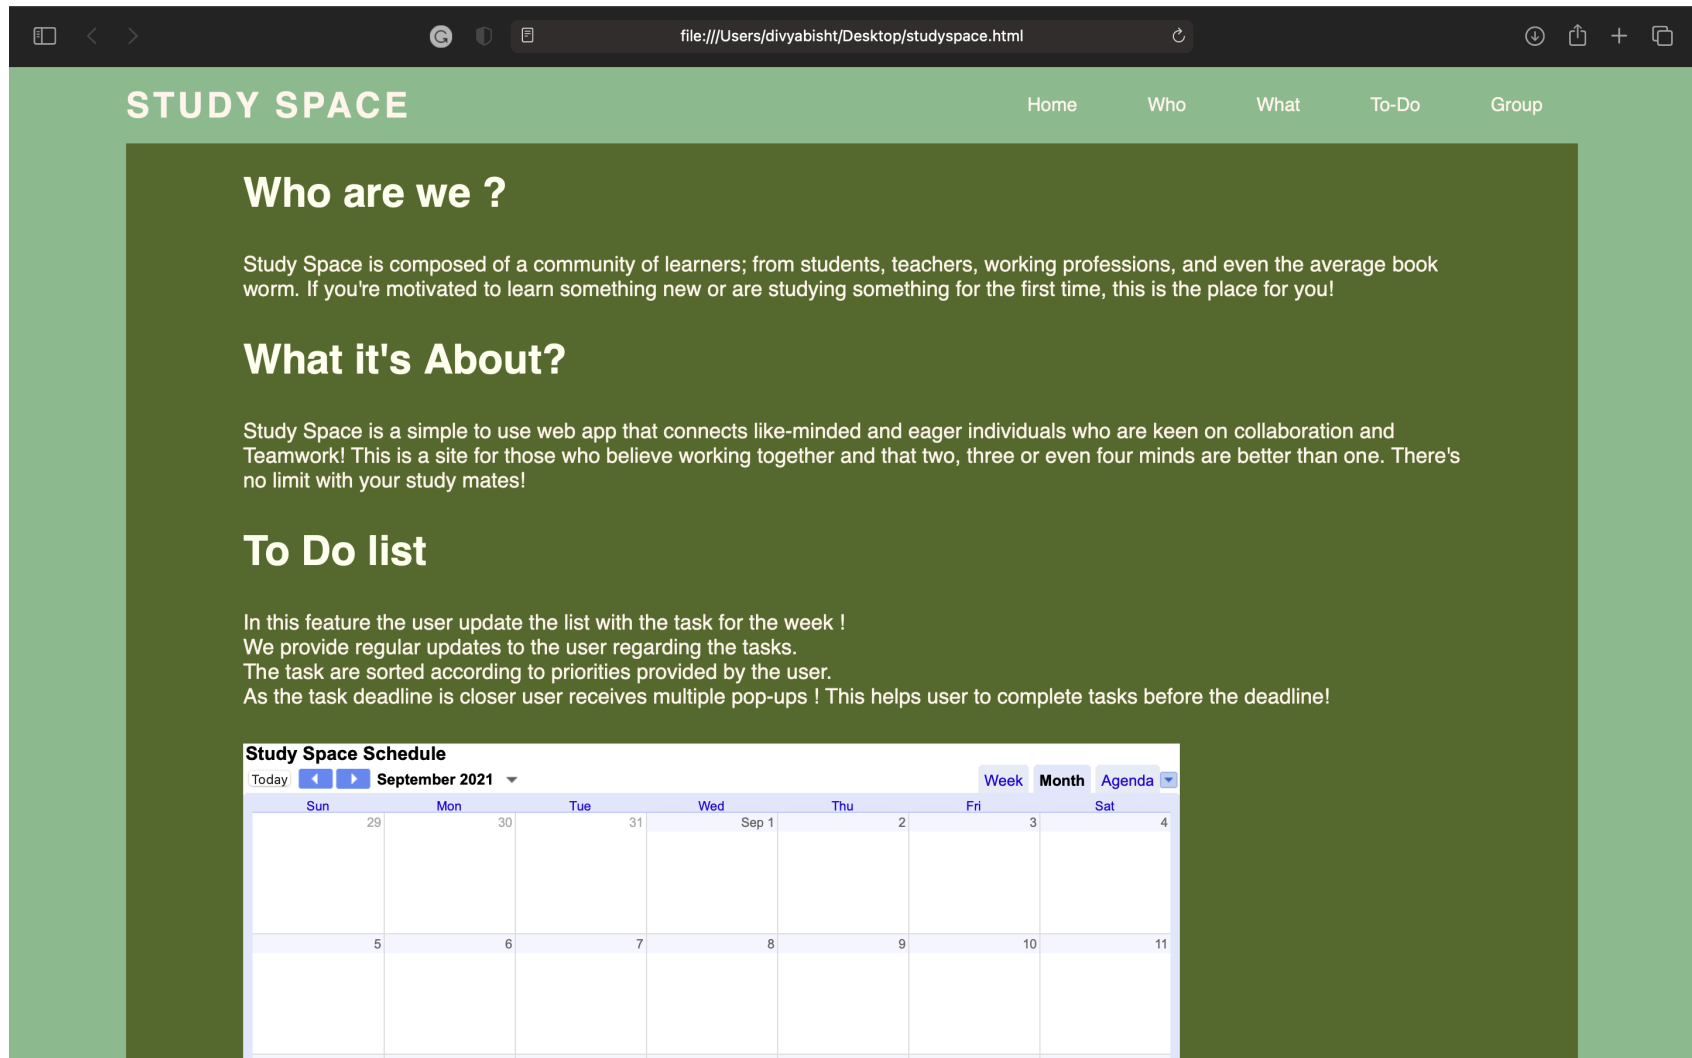 file:///Users/divyabisht/Desktop/studyspace.html
STUDY SPACE
Home Who What To-Do Group
Who are we ?
Study Space is composed of a community of learners; from students, teachers, working professions, and even the average book
worm. If you're motivated to learn something new or are studying something for the first time, this is the place for you!
What it's About?
Study Space is a simple to use web app that connects like-minded and eager individuals who are keen on collaboration and
Teamwork! This is a site for those who believe working together and that two, three or even four minds are better than one. There's
no limit with your study mates!
To Do list
In this feature the user update the list with the task for the week !
We provide regular updates to the user regarding the tasks.
The task are sorted according to priorities provided by the user.
As the task deadline is closer user receives multiple pop-ups ! This helps user to complete tasks before the deadline!
Study Space Schedule
Today September 2021 Week Month Agenda
Sun Mon Tue Wed Thu Fri Sat
29 30 31 Sep 1 2 3 4
5 6 7 8 9 10 11